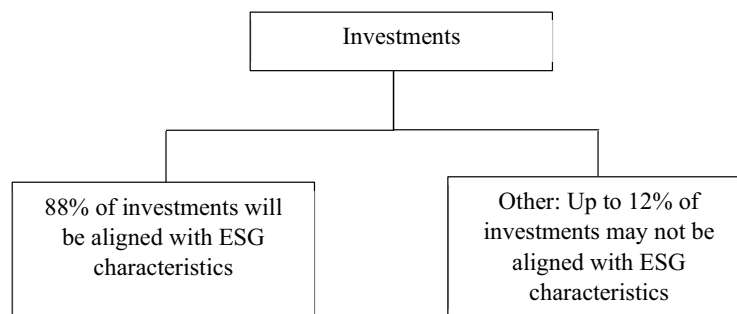 Investments
88% of investments will
be aligned with ESG
characteristics
Other: Up to 12% of
investments may not be
aligned with ESG
characteristics